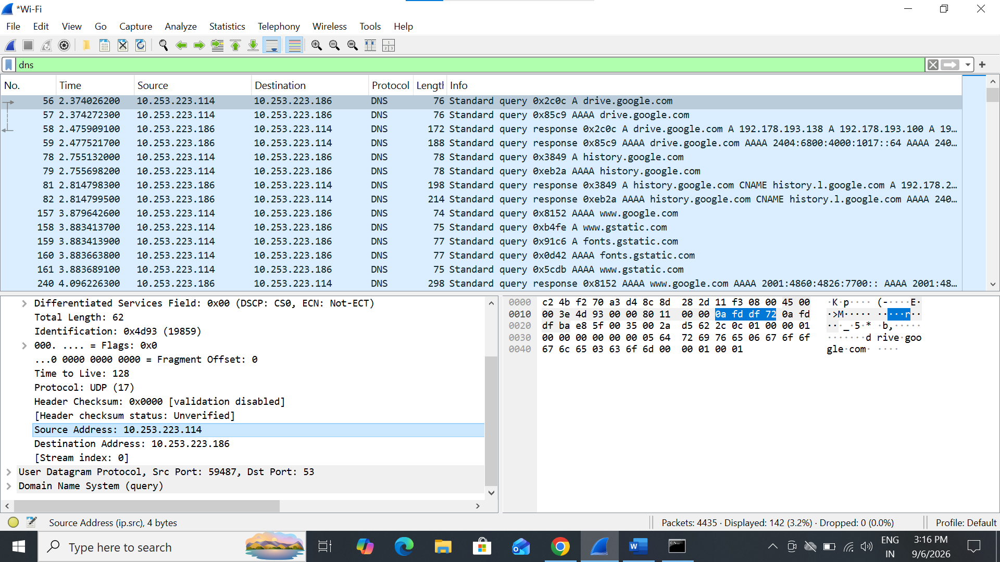 *Wi-Fi
File Edit View Go Capture Analyze Statistics Telephony Wireless Tools Help
dns
No. Time Source Destination Protocol Length Info
56 2.374026200 10.253.223.114 10.253.223.186 DNS 76 Standard query 0x2c0c A drive.google.com
57 2.374272300 10.253.223.114 10.253.223.186 DNS 76 Standard query 0x85c9 AAAA drive.google.com
58 2.475909100 10.253.223.186 10.253.223.114 DNS 172 Standard query response 0x2c0c A drive.google.com A 192.178.193.138 A 192.178.193.100 A 19…
59 2.477521700 10.253.223.186 10.253.223.114 DNS 188 Standard query response 0x85c9 AAAA drive.google.com AAAA 2404:6800:4000:1017::64 AAAA 240…
78 2.755132000 10.253.223.114 10.253.223.186 DNS 78 Standard query 0x3849 A history.google.com
79 2.755698200 10.253.223.114 10.253.223.186 DNS 78 Standard query 0xeb2a AAAA history.google.com
81 2.814798300 10.253.223.186 10.253.223.114 DNS 198 Standard query response 0x3849 A history.google.com CNAME history.l.google.com A 192.178.2…
82 2.814799500 10.253.223.186 10.253.223.114 DNS 214 Standard query response 0xeb2a AAAA history.google.com CNAME history.l.google.com AAAA 240…
157 3.879642600 10.253.223.114 10.253.223.186 DNS 74 Standard query 0x8152 AAAA www.google.com
158 3.883413700 10.253.223.114 10.253.223.186 DNS 75 Standard query 0xb4fe A www.gstatic.com
159 3.883413900 10.253.223.114 10.253.223.186 DNS 77 Standard query 0x91c6 A fonts.gstatic.com
160 3.883663800 10.253.223.114 10.253.223.186 DNS 77 Standard query 0x0d42 AAAA fonts.gstatic.com
161 3.883689100 10.253.223.114 10.253.223.186 DNS 75 Standard query 0x5cdb AAAA www.gstatic.com
240 4.096226300 10.253.223.186 10.253.223.114 DNS 298 Standard query response 0x8152 AAAA www.google.com AAAA 2001:4860:4826:7700:: AAAA 2001:48…
Differentiated Services Field: 0x00 (DSCP: CS0, ECN: Not-ECT)
Total Length: 62
Identification: 0x4d93 (19859)
000. .... = Flags: 0x0
...0 0000 0000 0000 = Fragment Offset: 0
Time to Live: 128
Protocol: UDP (17)
Header Checksum: 0x0000 [validation disabled]
[Header checksum status: Unverified]
Source Address: 10.253.223.114
Destination Address: 10.253.223.186
[Stream index: 0]
User Datagram Protocol, Src Port: 59487, Dst Port: 53
Domain Name System (query)
0000 c2 4b f2 70 a3 d4 8c 8d 28 2d 11 f3 08 00 45 00 ·K·p···· (-····E·
0010 00 3e 4d 93 00 00 80 11 00 00 0a fd df 72 0a fd ·>M····· ·····r··
0020 df ba e8 5f 00 35 00 2a d5 62 2c 0c 01 00 00 01 ···_·5·* ·b,·····
0030 00 00 00 00 00 00 05 64 72 69 76 65 06 67 6f 6f ·······d rive·goo
0040 67 6c 65 03 63 6f 6d 00 00 01 00 01 gle·com· ····
Source Address (ip.src), 4 bytes
Packets: 4435 · Displayed: 142 (3.2%) · Dropped: 0 (0.0%)
Profile: Default
Type here to search
ENG
IN
3:16 PM
9/6/2026